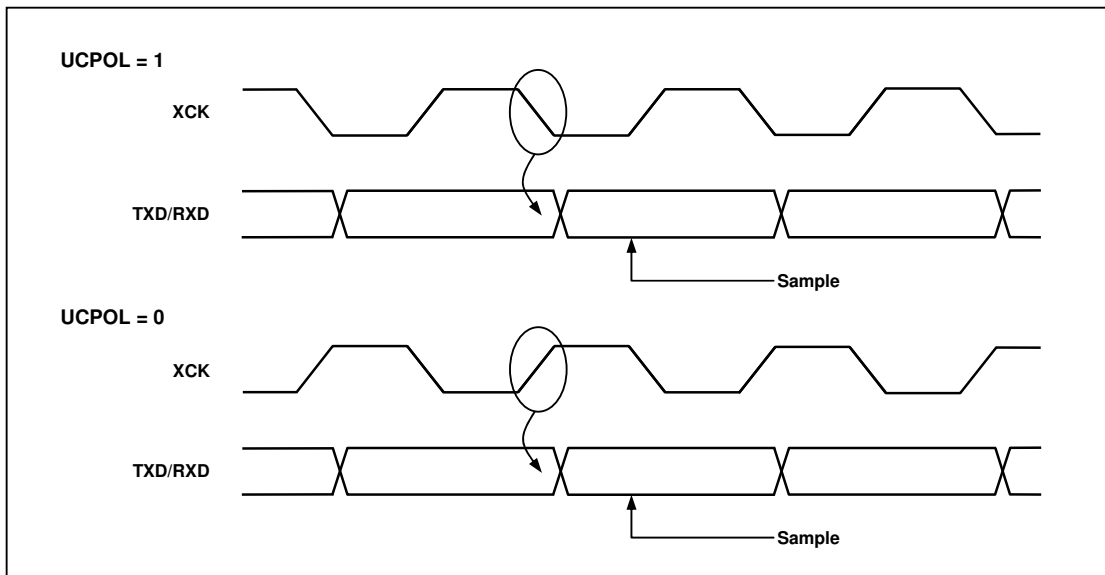 UCPOL = 1
XCK
TXD/RXD
Sample
UCPOL = 0
XCK
TXD/RXD
Sample